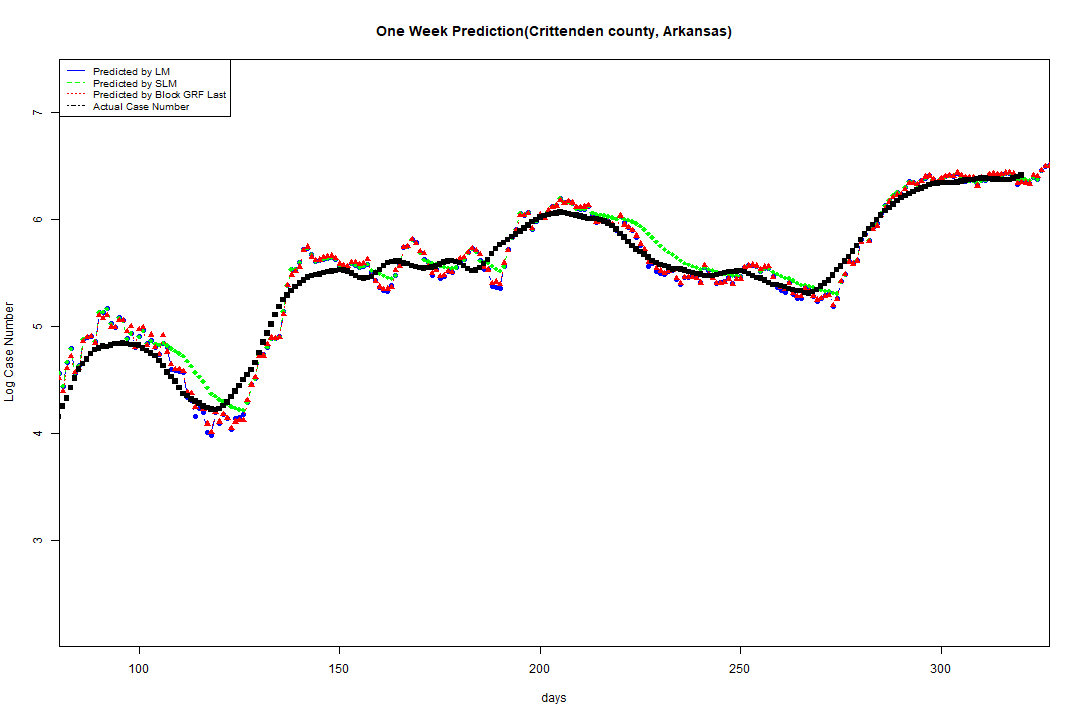 One Week Prediction(Crittenden county, Arkansas)
Predicted by LM
Predicted by SLM
Predicted by Block GRF Last
Actual Case Number
7
6
5
4
3
Log Case Number
100
150
200
250
300
days